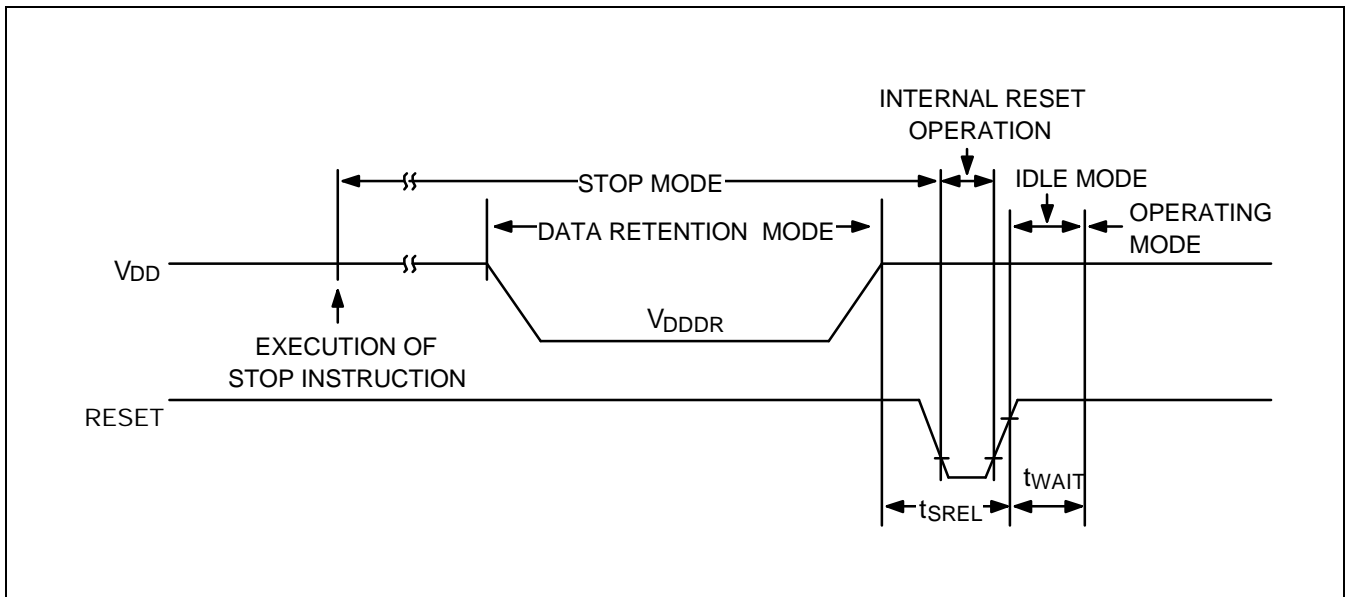 INTERNAL RESET
OPERATION
STOP MODE
IDLE MODE
DATA RETENTION MODE
OPERATING
MODE
VDD
VDDDR
EXECUTION OF
STOP INSTRUCTION
RESET
tWAIT
tSREL